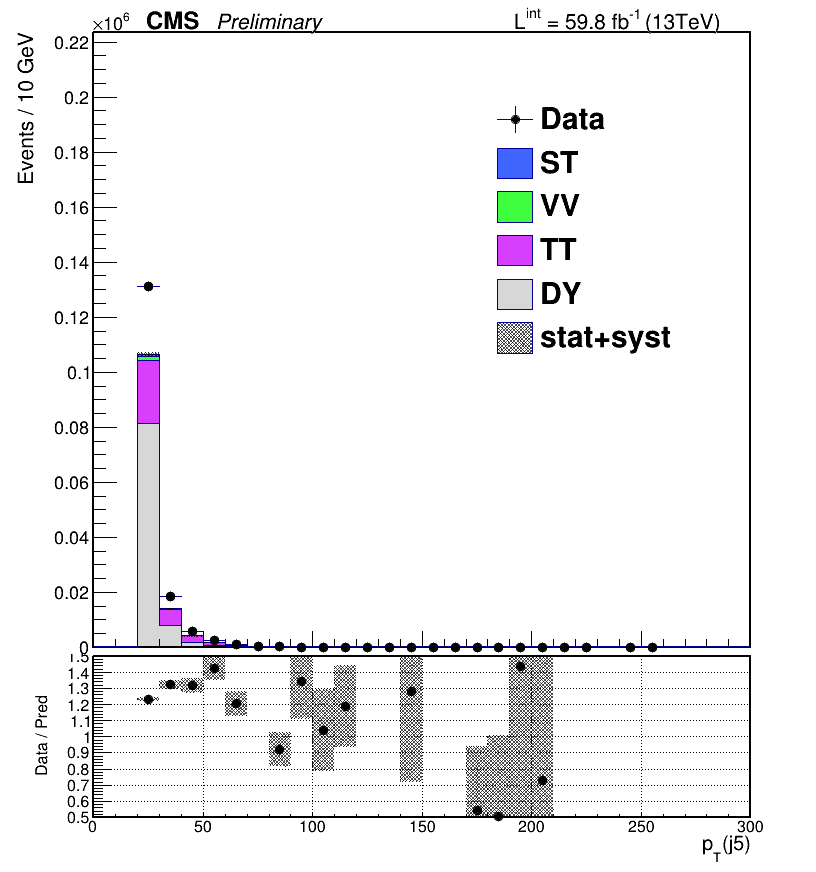 ×10⁶ CMS Preliminary L^int = 59.8 fb⁻¹ (13TeV)
Events / 10 GeV
0.22
0.2
0.18
0.16
0.14
0.12
0.1
0.08
0.06
0.04
0.02
0
Data
ST
VV
TT
DY
stat+syst
Data / Pred
1.5
1.4
1.3
1.2
1.1
1
0.9
0.8
0.7
0.6
0.5
0 50 100 150 200 250 300
p_T(j5)